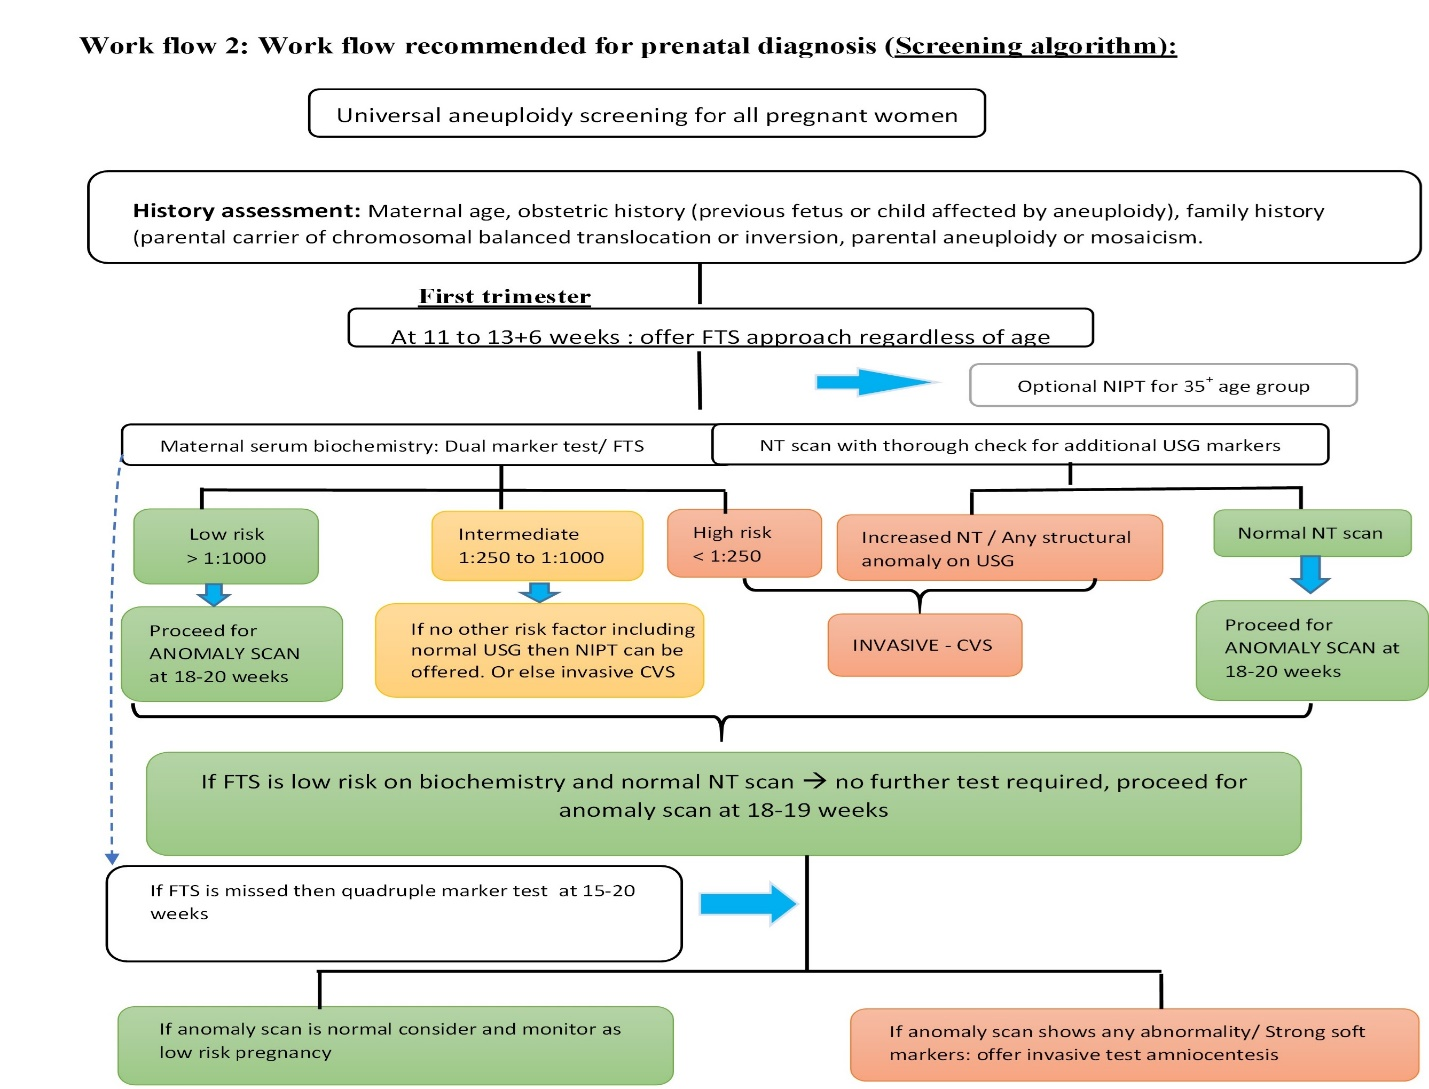 Work flow 2: Work flow recommended for prenatal diagnosis (Screening algorithm):
Universal aneuploidy screening for all pregnant women
History assessment: Maternal age, obstetric history (previous fetus or child affected by aneuploidy), family history
(parental carrier of chromosomal balanced translocation or inversion, parental aneuploidy or mosaicism.
First trimester
At 11 to 13+6 weeks : offer FTS approach regardless of age
Optional NIPT for 35+ age group
Maternal serum biochemistry: Dual marker test/ FTS
NT scan with thorough check for additional USG markers
Low risk
> 1:1000
Intermediate
1:250 to 1:1000
High risk
< 1:250
Increased NT / Any structural
anomaly on USG
Normal NT scan
Proceed for
ANOMALY SCAN
at 18-20 weeks
If no other risk factor including
normal USG then NIPT can be
offered. Or else invasive CVS
INVASIVE - CVS
Proceed for
ANOMALY SCAN at
18-20 weeks
If FTS is low risk on biochemistry and normal NT scan → no further test required, proceed for
anomaly scan at 18-19 weeks
If FTS is missed then quadruple marker test at 15-20
weeks
If anomaly scan is normal consider and monitor as
low risk pregnancy
If anomaly scan shows any abnormality/ Strong soft
markers: offer invasive test amniocentesis